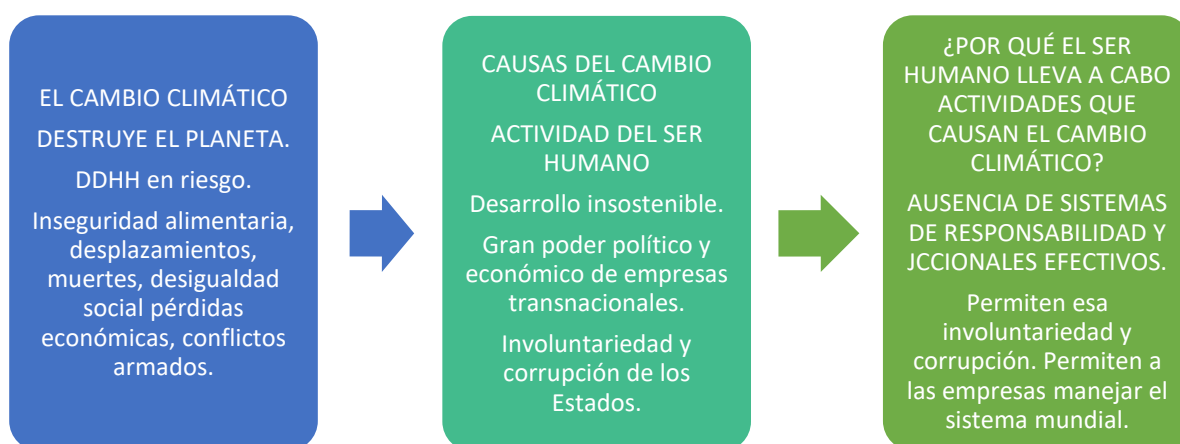 EL CAMBIO CLIMÁTICO
DESTRUYE EL PLANETA.
DDHH en riesgo.
Inseguridad alimentaria,
desplazamientos,
muertes, desigualdad
social pérdidas
económicas, conflictos
armados.
CAUSAS DEL CAMBIO
CLIMÁTICO
ACTIVIDAD DEL SER
HUMANO
Desarrollo insostenible.
Gran poder político y
económico de empresas
transnacionales.
Involuntariedad y
corrupción de los
Estados.
¿POR QUÉ EL SER
HUMANO LLEVA A CABO
ACTIVIDADES QUE
CAUSAN EL CAMBIO
CLIMÁTICO?
AUSENCIA DE SISTEMAS
DE RESPONSABILIDAD Y
JCCIONALES EFECTIVOS.
Permiten esa
involuntariedad y
corrupción. Permiten a
las empresas manejar el
sistema mundial.